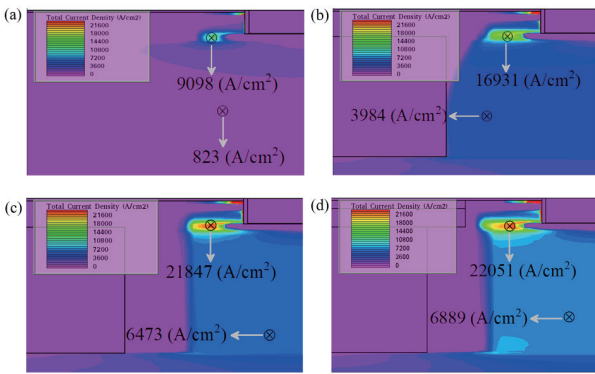 (a)
Total Current Density (A/cm2)
21600
18000
14400
10800
7200
3600
0
9098 (A/cm²)
823 (A/cm²)
(b)
Total Current Density (A/cm2)
21600
18000
14400
10800
7200
3600
0
16931 (A/cm²)
3984 (A/cm²)
(c)
Total Current Density (A/cm2)
21600
18000
14400
10800
7200
3600
0
21847 (A/cm²)
6473 (A/cm²)
(d)
Total Current Density (A/cm2)
21600
18000
14400
10800
7200
3600
0
22051 (A/cm²)
6889 (A/cm²)